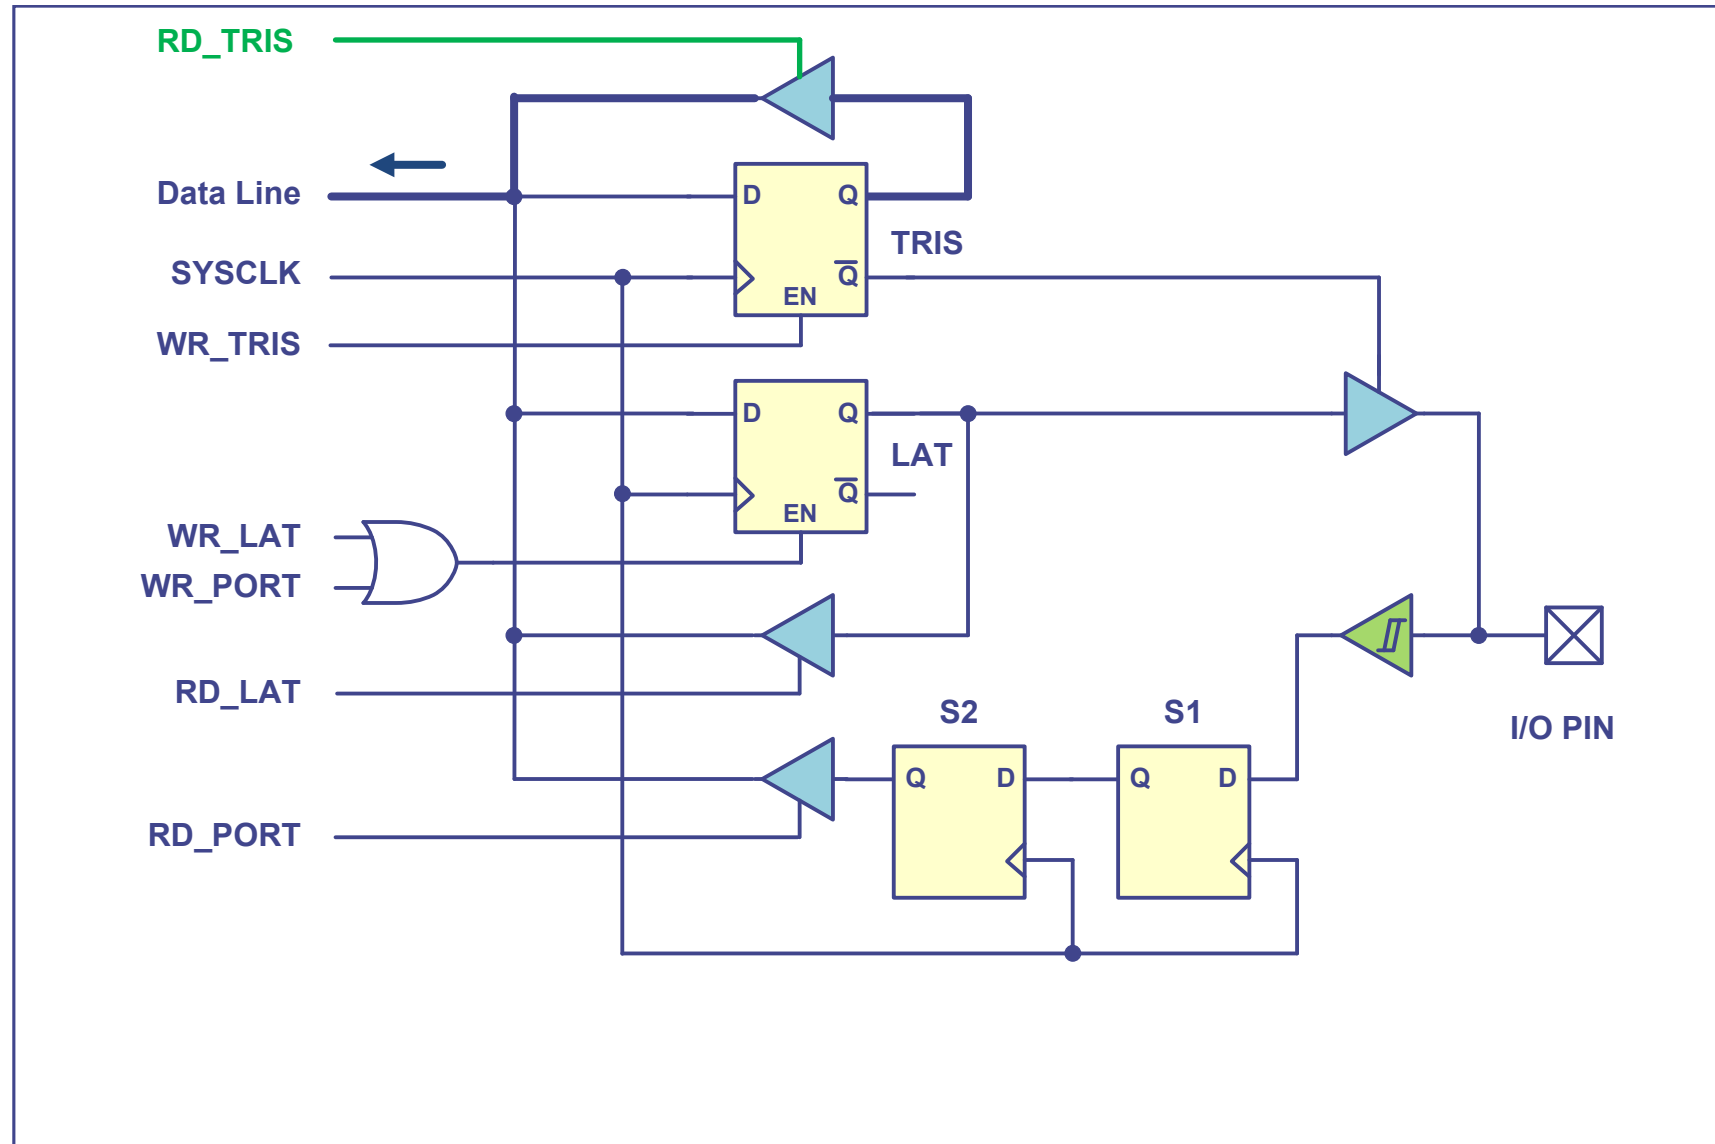 RD_TRIS
Data Line
D
Q
TRIS
SYSCLK
Q̅
EN
WR_TRIS
D
Q
LAT
Q̅
EN
WR_LAT
WR_PORT
RD_LAT
S2
S1
I/O PIN
Q
D
Q
D
RD_PORT